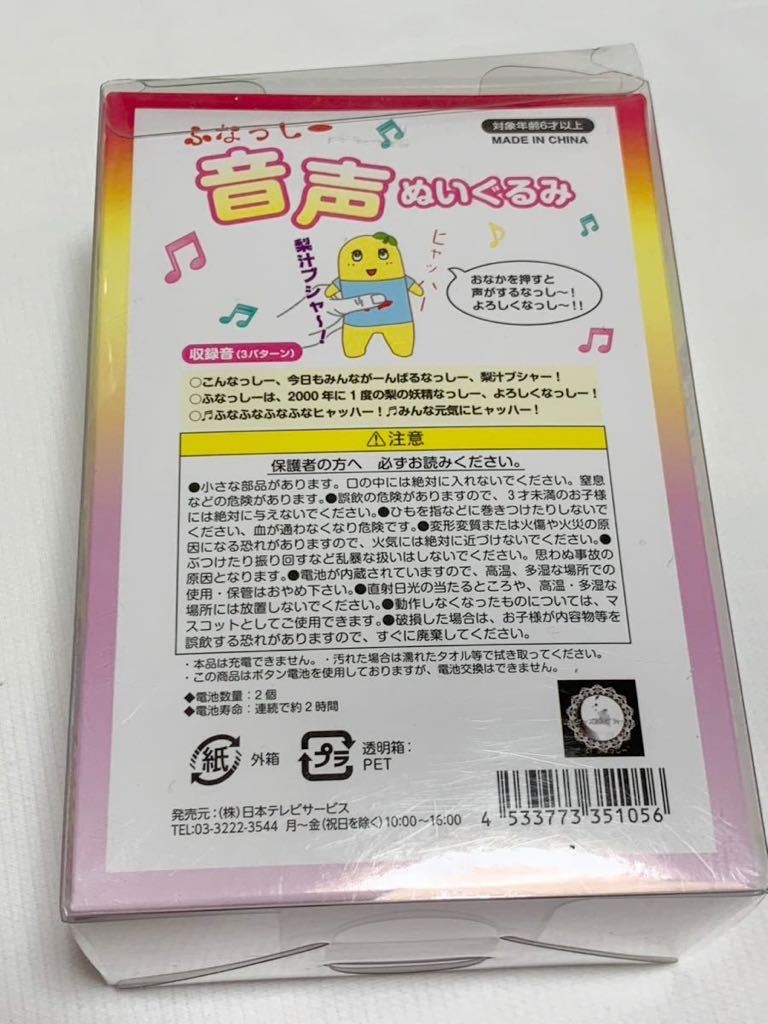 ふなっしー
対象年齢6才以上
MADE IN CHINA
音声ぬいぐるみ
梨汁ブシャ〜!
ヒャッハー
おなかを押すと
声がするなっし〜!
よろしくなっし〜!!
収録音(3パターン)
○こんなっしー、今日もみんながーんばるなっしー、梨汁ブシャー!
○ふなっしーは、2000年に1度の梨の妖精なっしー、よろしくなっしー!
○♬ふなふなふなふなヒャッハー!♬みんな元気にヒャッハー!
⚠注意
保護者の方へ 必ずお読みください。
●小さな部品があります。口の中には絶対に入れないでください。窒息
などの危険があります。●誤飲の危険がありますので、3才未満のお子様
には絶対に与えないでください。●ひもを指などに巻きつけたりしないで
ください、血が通わなくなり危険です。●変形変質または火傷や火災の原
因になる恐れがありますので、火気には絶対に近づけないでください。●
ぶつけたり振り回すなど乱暴な扱いはしないでください。思わぬ事故の
原因となります。●電池が内蔵されていますので、高温、多湿な場所での
使用・保管はおやめ下さい。●直射日光の当たるところや、高温・多湿な
場所には放置しないでください。●動作しなくなったものについては、マ
スコットとしてご使用できます。●破損した場合は、お子様が内容物等を
誤飲する恐れがありますので、すぐに廃棄してください。
・本品は充電できません。・汚れた場合は濡れたタオル等で拭き取ってください。
・この商品はボタン電池を使用しておりますが、電池交換はできません。
◆電池数量:2個
◆電池寿命:連続で約2時間
紙 外箱
プラ 透明箱:
PET
発売元:(株)日本テレビサービス
TEL:03-3222-3544 月〜金(祝日を除く)10:00〜16:00
4 533773 351056